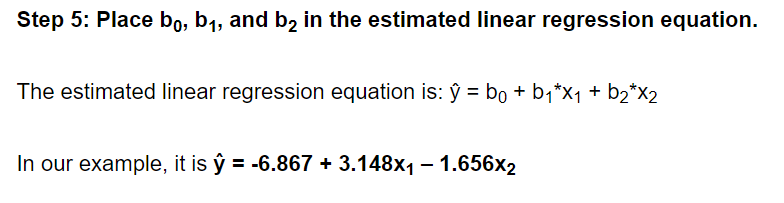 Step 5: Place b₀, b₁, and b₂ in the estimated linear regression equation.
The estimated linear regression equation is: ŷ = b₀ + b₁*x₁ + b₂*x₂
In our example, it is ŷ = -6.867 + 3.148x₁ – 1.656x₂